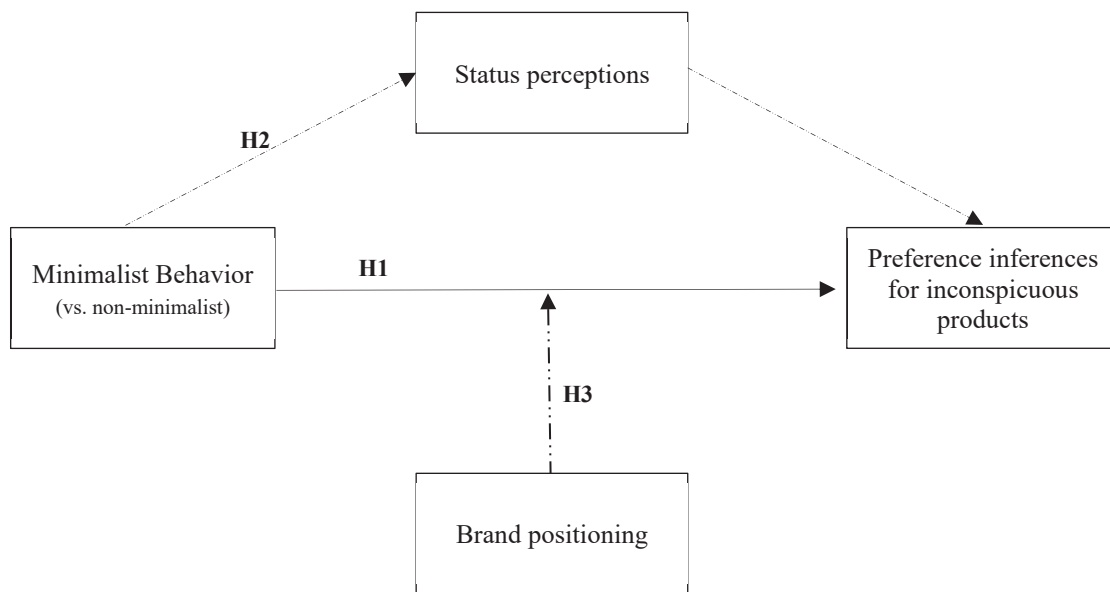 Status perceptions
H2
Minimalist Behavior
(vs. non-minimalist)
H1
Preference inferences
for inconspicuous
products
H3
Brand positioning